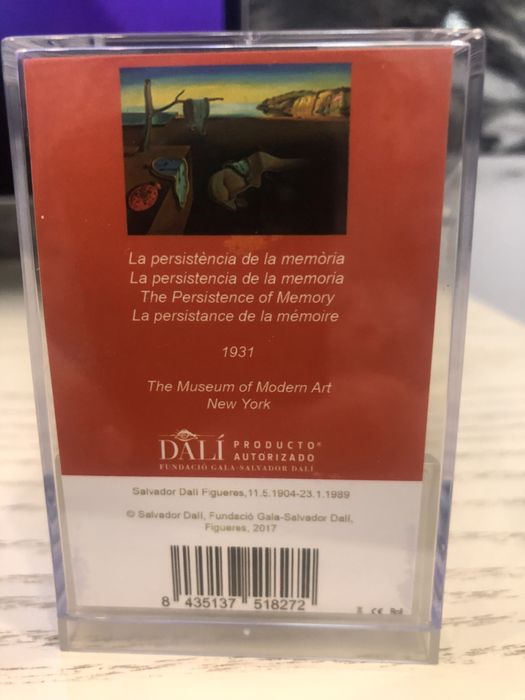 La persistència de la memòria
La persistencia de la memoria
The Persistence of Memory
La persistance de la mémoire
1931
The Museum of Modern Art
New York
DALÍ PRODUCTO® AUTORIZADO
FUNDACIÓ GALA-SALVADOR DALÍ
Salvador Dalí Figueres,11.5.1904-23.1.1989
© Salvador Dalí, Fundació Gala-Salvador Dalí,
Figueres, 2017
8 435137 518272
CE